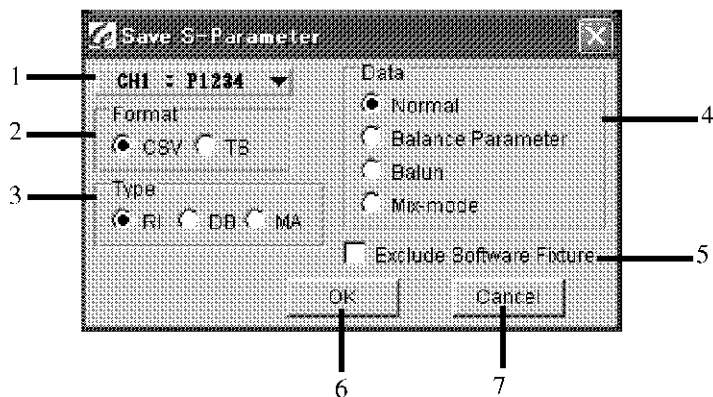 Save S-Parameter
1
CH1 : P1234
Data
Format
Normal
4
2
CSV
TS
Balance Parameter
Balun
3
Type
Mix-mode
RI
DB
MA
Exclude Software Fixture
5
OK
Cancel
6
7